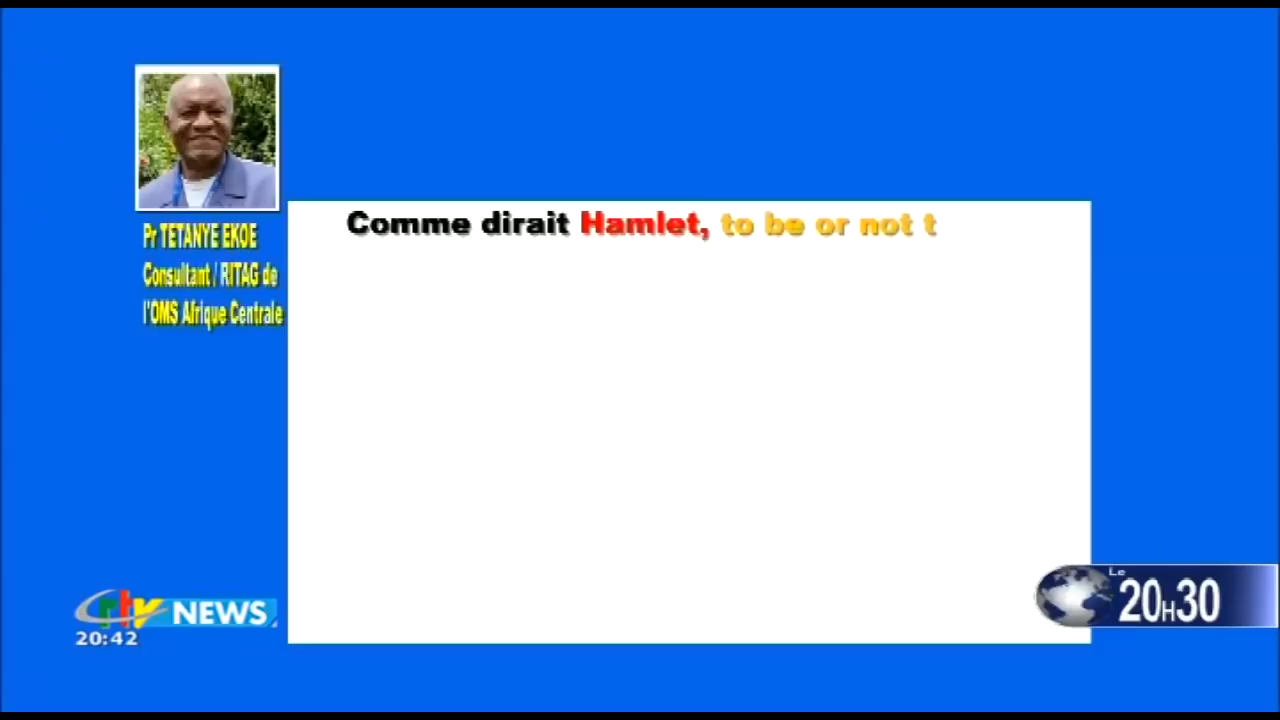 Comme dirait Hamlet, to be or not t
Pr TETANYE EKOE
Consultant / RITAG de
l'OMS Afrique Centrale
crtv NEWS
20:42
Le
20H30